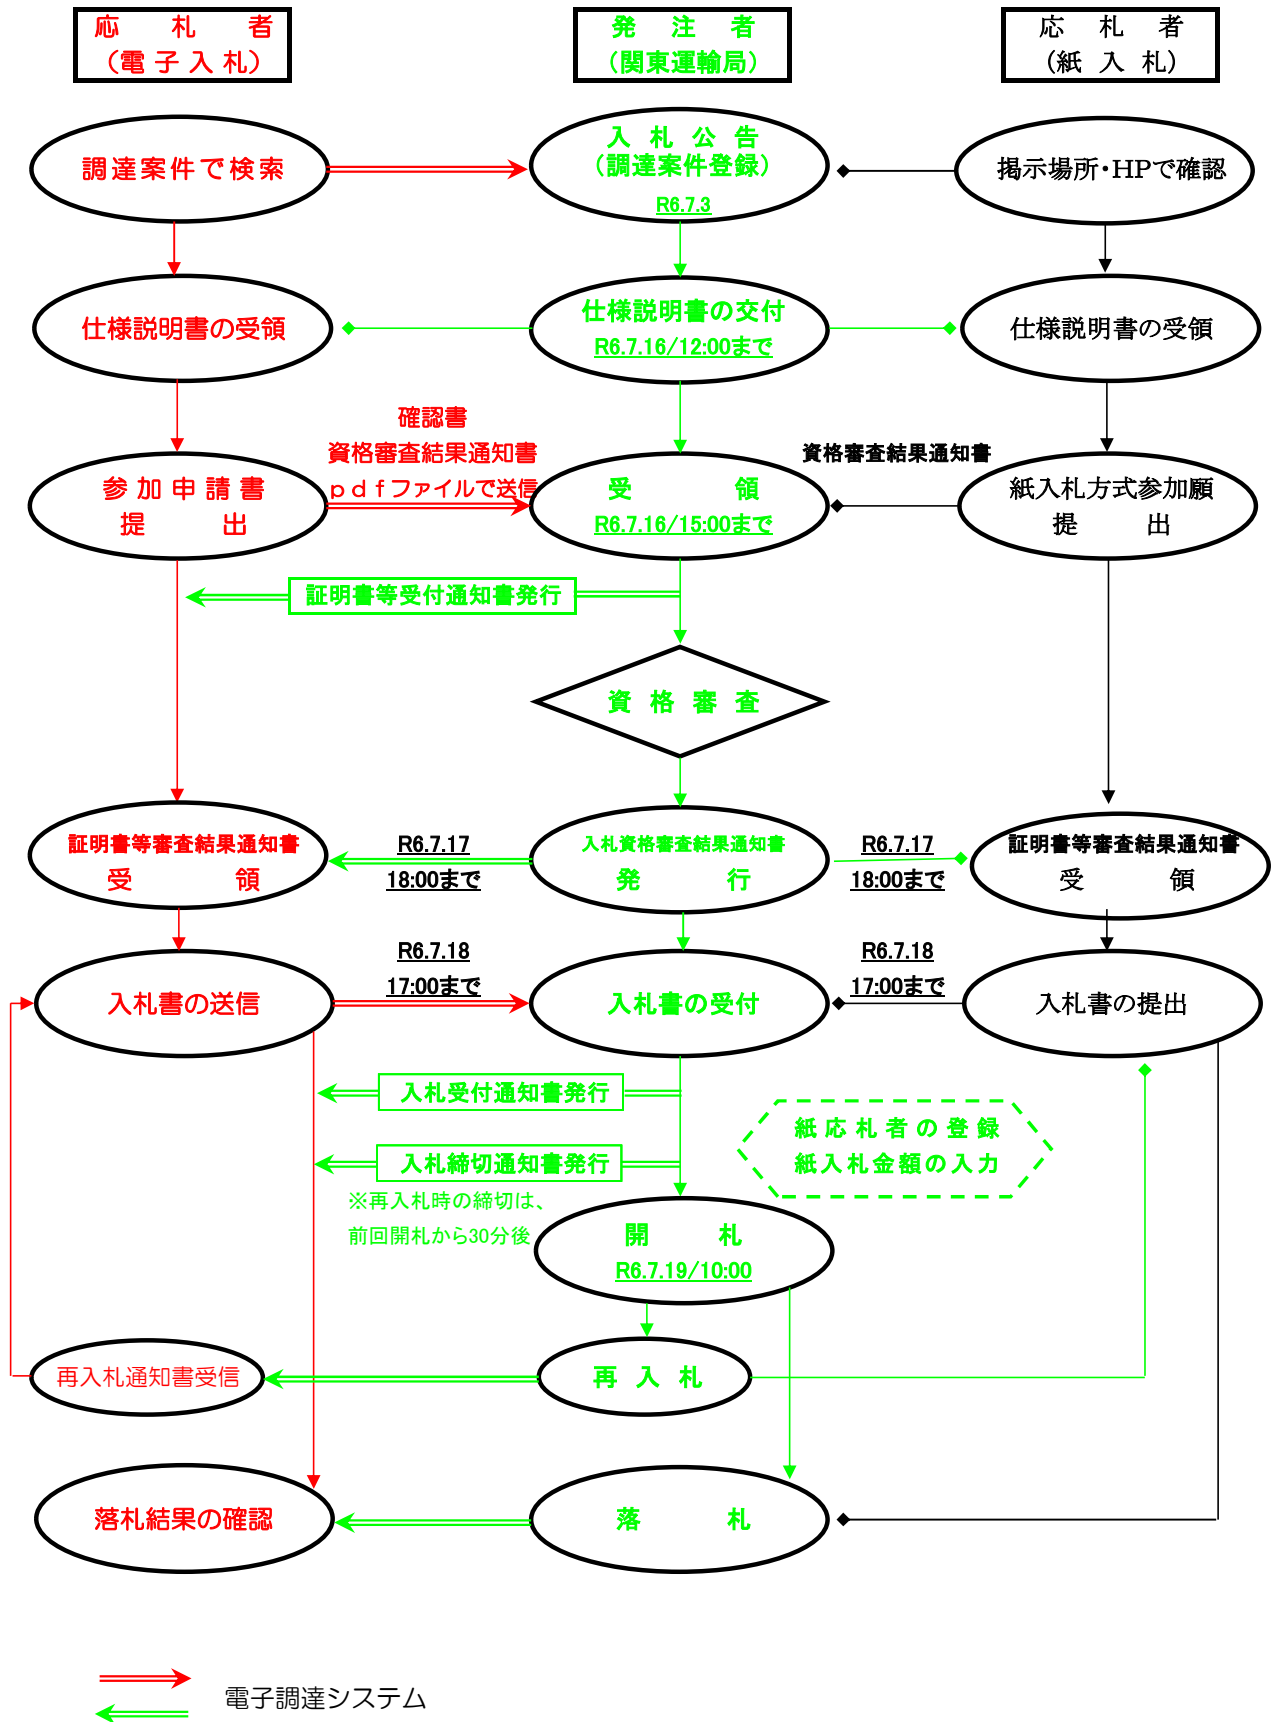 応札者
（電子入札）
発注者
（関東運輸局）
応札者
（紙入札）
調達案件で検索
入札公告
（調達案件登録）
R6.7.3
掲示場所・HPで確認
仕様説明書の受領
仕様説明書の交付
R6.7.16/12:00まで
仕様説明書の受領
確認書
資格審査結果通知書
ｐｄｆファイルで送信
資格審査結果通知書
参加申請書
提出
受領
R6.7.16/15:00まで
紙入札方式参加願
提出
証明書等受付通知書発行
資格審査
証明書等審査結果通知書
受領
R6.7.17
18:00まで
入札資格審査結果通知書
発行
R6.7.17
18:00まで
証明書等審査結果通知書
受領
入札書の送信
R6.7.18
17:00まで
入札書の受付
R6.7.18
17:00まで
入札書の提出
入札受付通知書発行
紙応札者の登録
紙入札金額の入力
入札締切通知書発行
※再入札時の締切は、
前回開札から30分後
開札
R6.7.19/10:00
再入札通知書受信
再入札
落札結果の確認
落札
電子調達システム